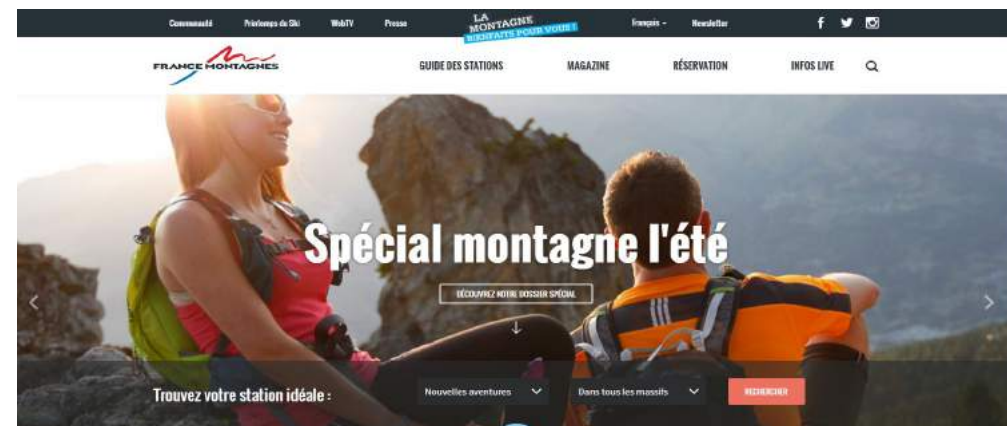 Communauté Printemps du Ski WebTV Presse
LA
MONTAGNE
BIENFAITS POUR VOUS !
Français
Newsletter
FRANCE MONTAGNES
GUIDE DES STATIONS MAGAZINE RÉSERVATION INFOS LIVE
Spécial montagne l'été
DÉCOUVREZ NOTRE DOSSIER SPÉCIAL
Trouvez votre station idéale :
Nouvelles aventures
Dans tous les massifs
RECHERCHER